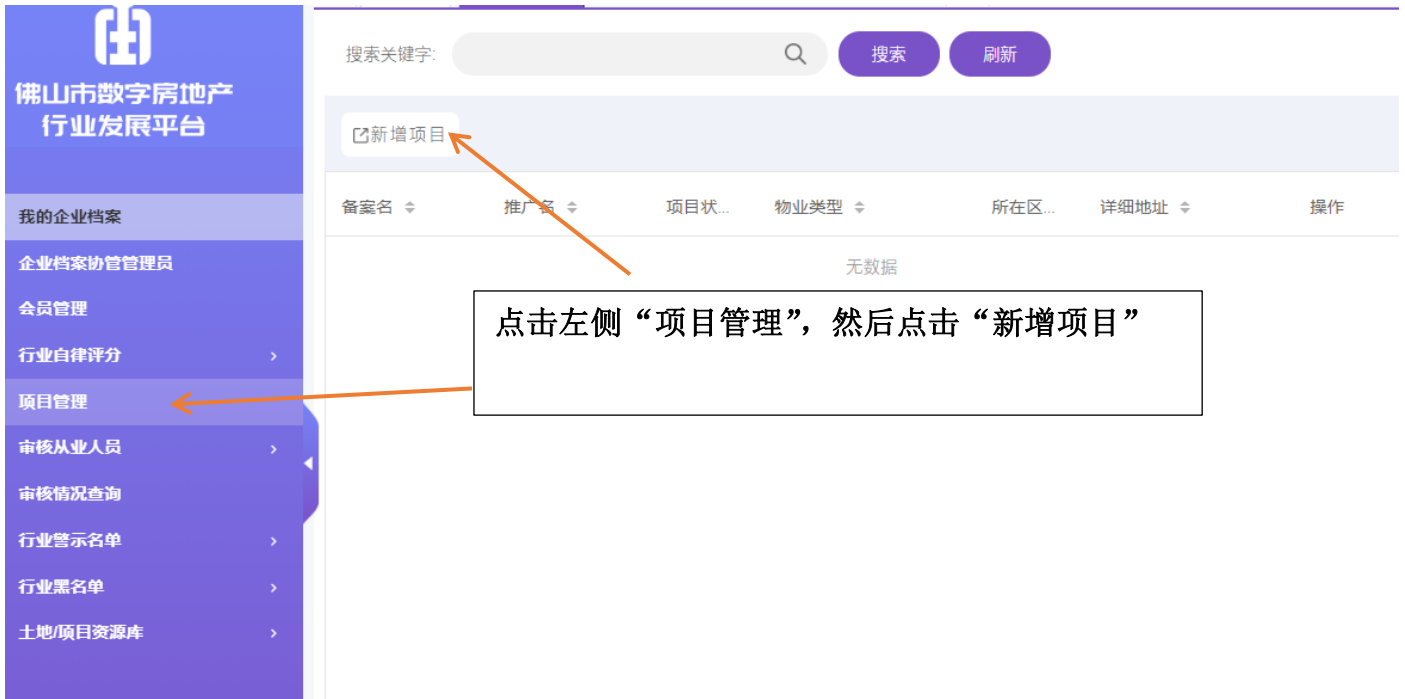 佛山市数字房地产
行业发展平台
我的企业档案
企业档案协管管理员
会员管理
行业自律评分
项目管理
审核从业人员
审核情况查询
行业警示名单
行业黑名单
土地/项目资源库
搜索关键字:
搜索
刷新
新增项目
备案名 推广名 项目状... 物业类型 所在区... 详细地址 操作
无数据
点击左侧“项目管理”，然后点击“新增项目”